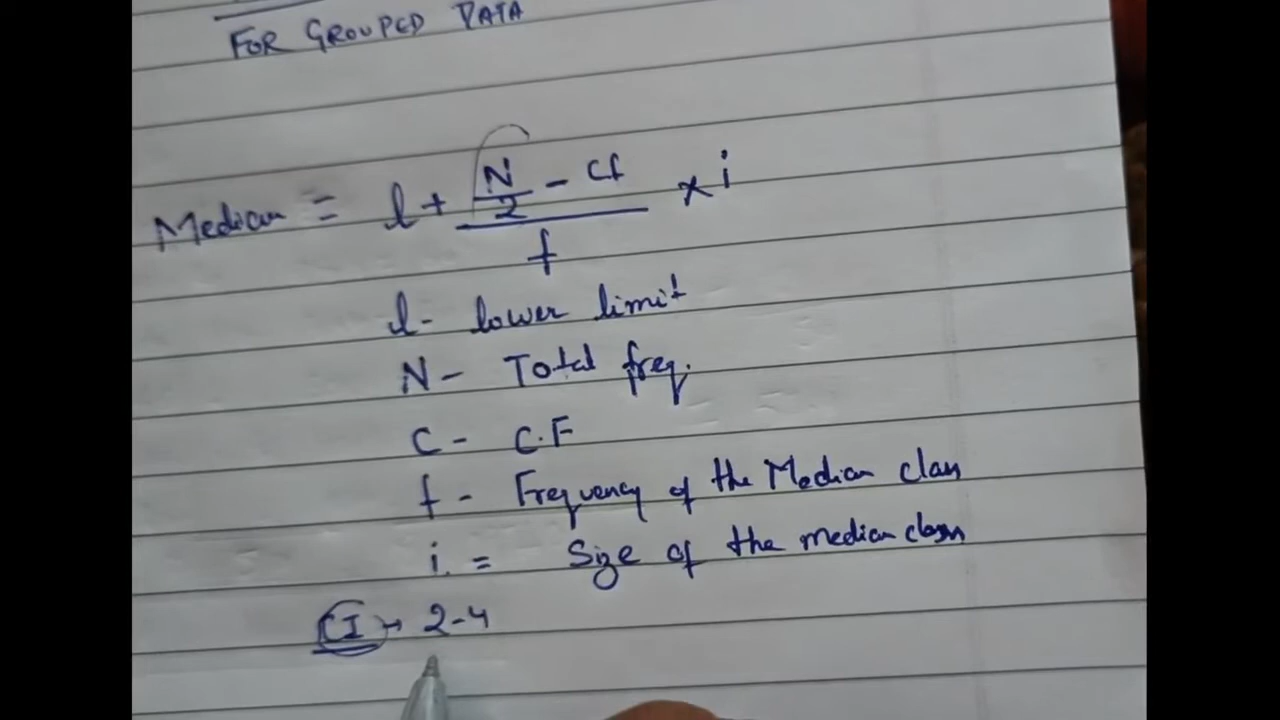 FOR GROUPED DATA
Median = l + (N/2 - Cf)/f × i
l - lower limit
N - Total freq.
C - C.F
f - Frequency of the Median class
i. = Size of the median class
CI → 2-4